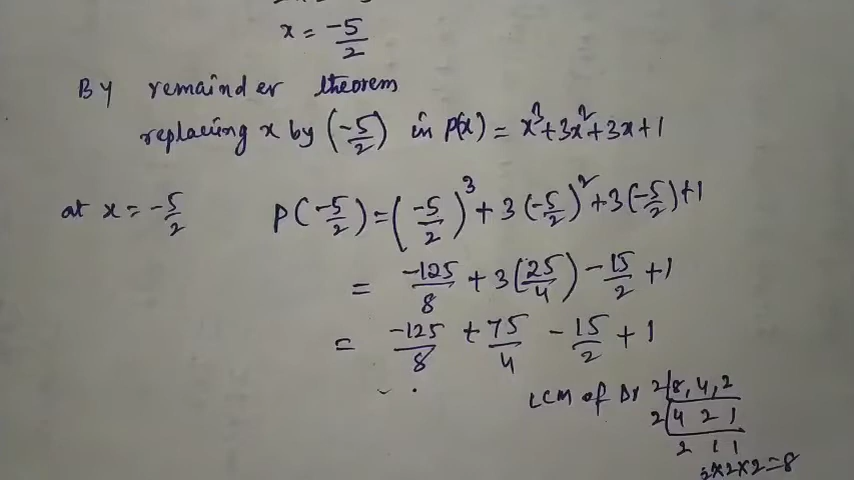 x = -5/2
By remainder theorem
replacing x by (-5/2) in p(x) = x³+3x²+3x+1
at x = -5/2 P(-5/2) = (-5/2)³ + 3(-5/2)² + 3(-5/2) + 1
= -125/8 + 3(25/4) - 15/2 + 1
= -125/8 + 75/4 - 15/2 + 1
LCM of Dr 2|8, 4, 2
2|4 2 1
2 1 1
2×2×2=8